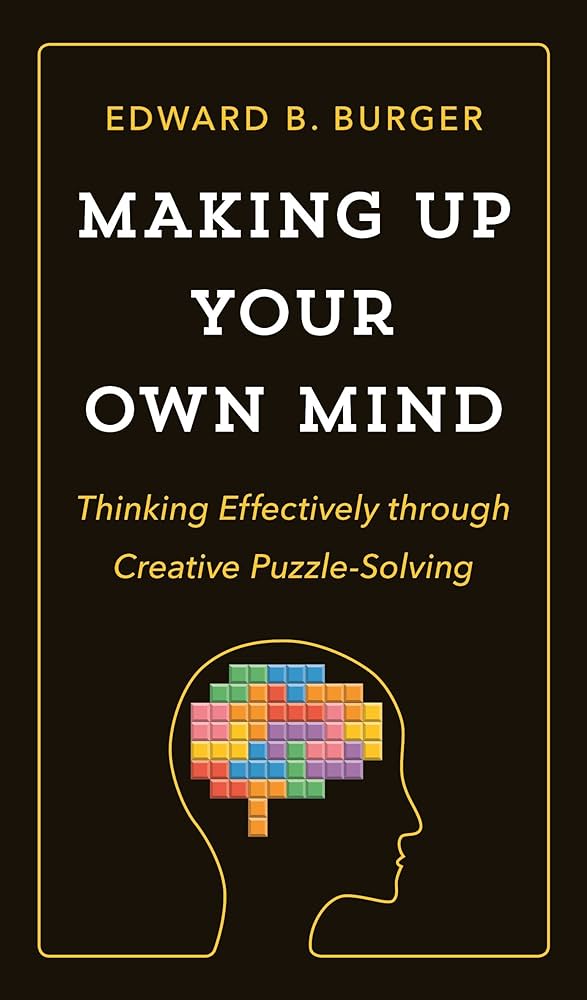 EDWARD B. BURGER
MAKING UP
YOUR
OWN MIND
Thinking Effectively through
Creative Puzzle-Solving